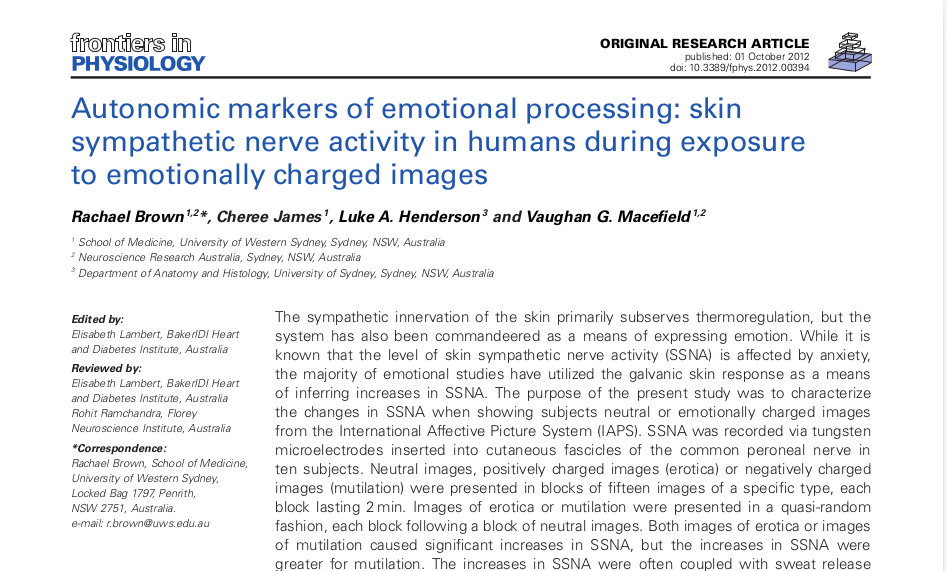 frontiers in
PHYSIOLOGY
ORIGINAL RESEARCH ARTICLE
published: 01 October 2012
doi: 10.3389/fphys.2012.00394
Autonomic markers of emotional processing: skin
sympathetic nerve activity in humans during exposure
to emotionally charged images
Rachael Brown1,2*, Cheree James1, Luke A. Henderson3 and Vaughan G. Macefield1,2
1 School of Medicine, University of Western Sydney, Sydney, NSW, Australia
2 Neuroscience Research Australia, Sydney, NSW, Australia
3 Department of Anatomy and Histology, University of Sydney, Sydney, NSW, Australia
Edited by:
Elisabeth Lambert, BakerIDI Heart
and Diabetes Institute, Australia
Reviewed by:
Elisabeth Lambert, BakerIDI Heart
and Diabetes Institute, Australia
Rohit Ramchandra, Florey
Neuroscience Institute, Australia
*Correspondence:
Rachael Brown, School of Medicine,
University of Western Sydney,
Locked Bag 1797, Penrith,
NSW 2751, Australia.
e-mail: r.brown@uws.edu.au
The sympathetic innervation of the skin primarily subserves thermoregulation, but the
system has also been commandeered as a means of expressing emotion. While it is
known that the level of skin sympathetic nerve activity (SSNA) is affected by anxiety,
the majority of emotional studies have utilized the galvanic skin response as a means
of inferring increases in SSNA. The purpose of the present study was to characterize
the changes in SSNA when showing subjects neutral or emotionally charged images
from the International Affective Picture System (IAPS). SSNA was recorded via tungsten
microelectrodes inserted into cutaneous fascicles of the common peroneal nerve in
ten subjects. Neutral images, positively charged images (erotica) or negatively charged
images (mutilation) were presented in blocks of fifteen images of a specific type, each
block lasting 2 min. Images of erotica or mutilation were presented in a quasi-random
fashion, each block following a block of neutral images. Both images of erotica or images
of mutilation caused significant increases in SSNA, but the increases in SSNA were
greater for mutilation. The increases in SSNA were often coupled with sweat release